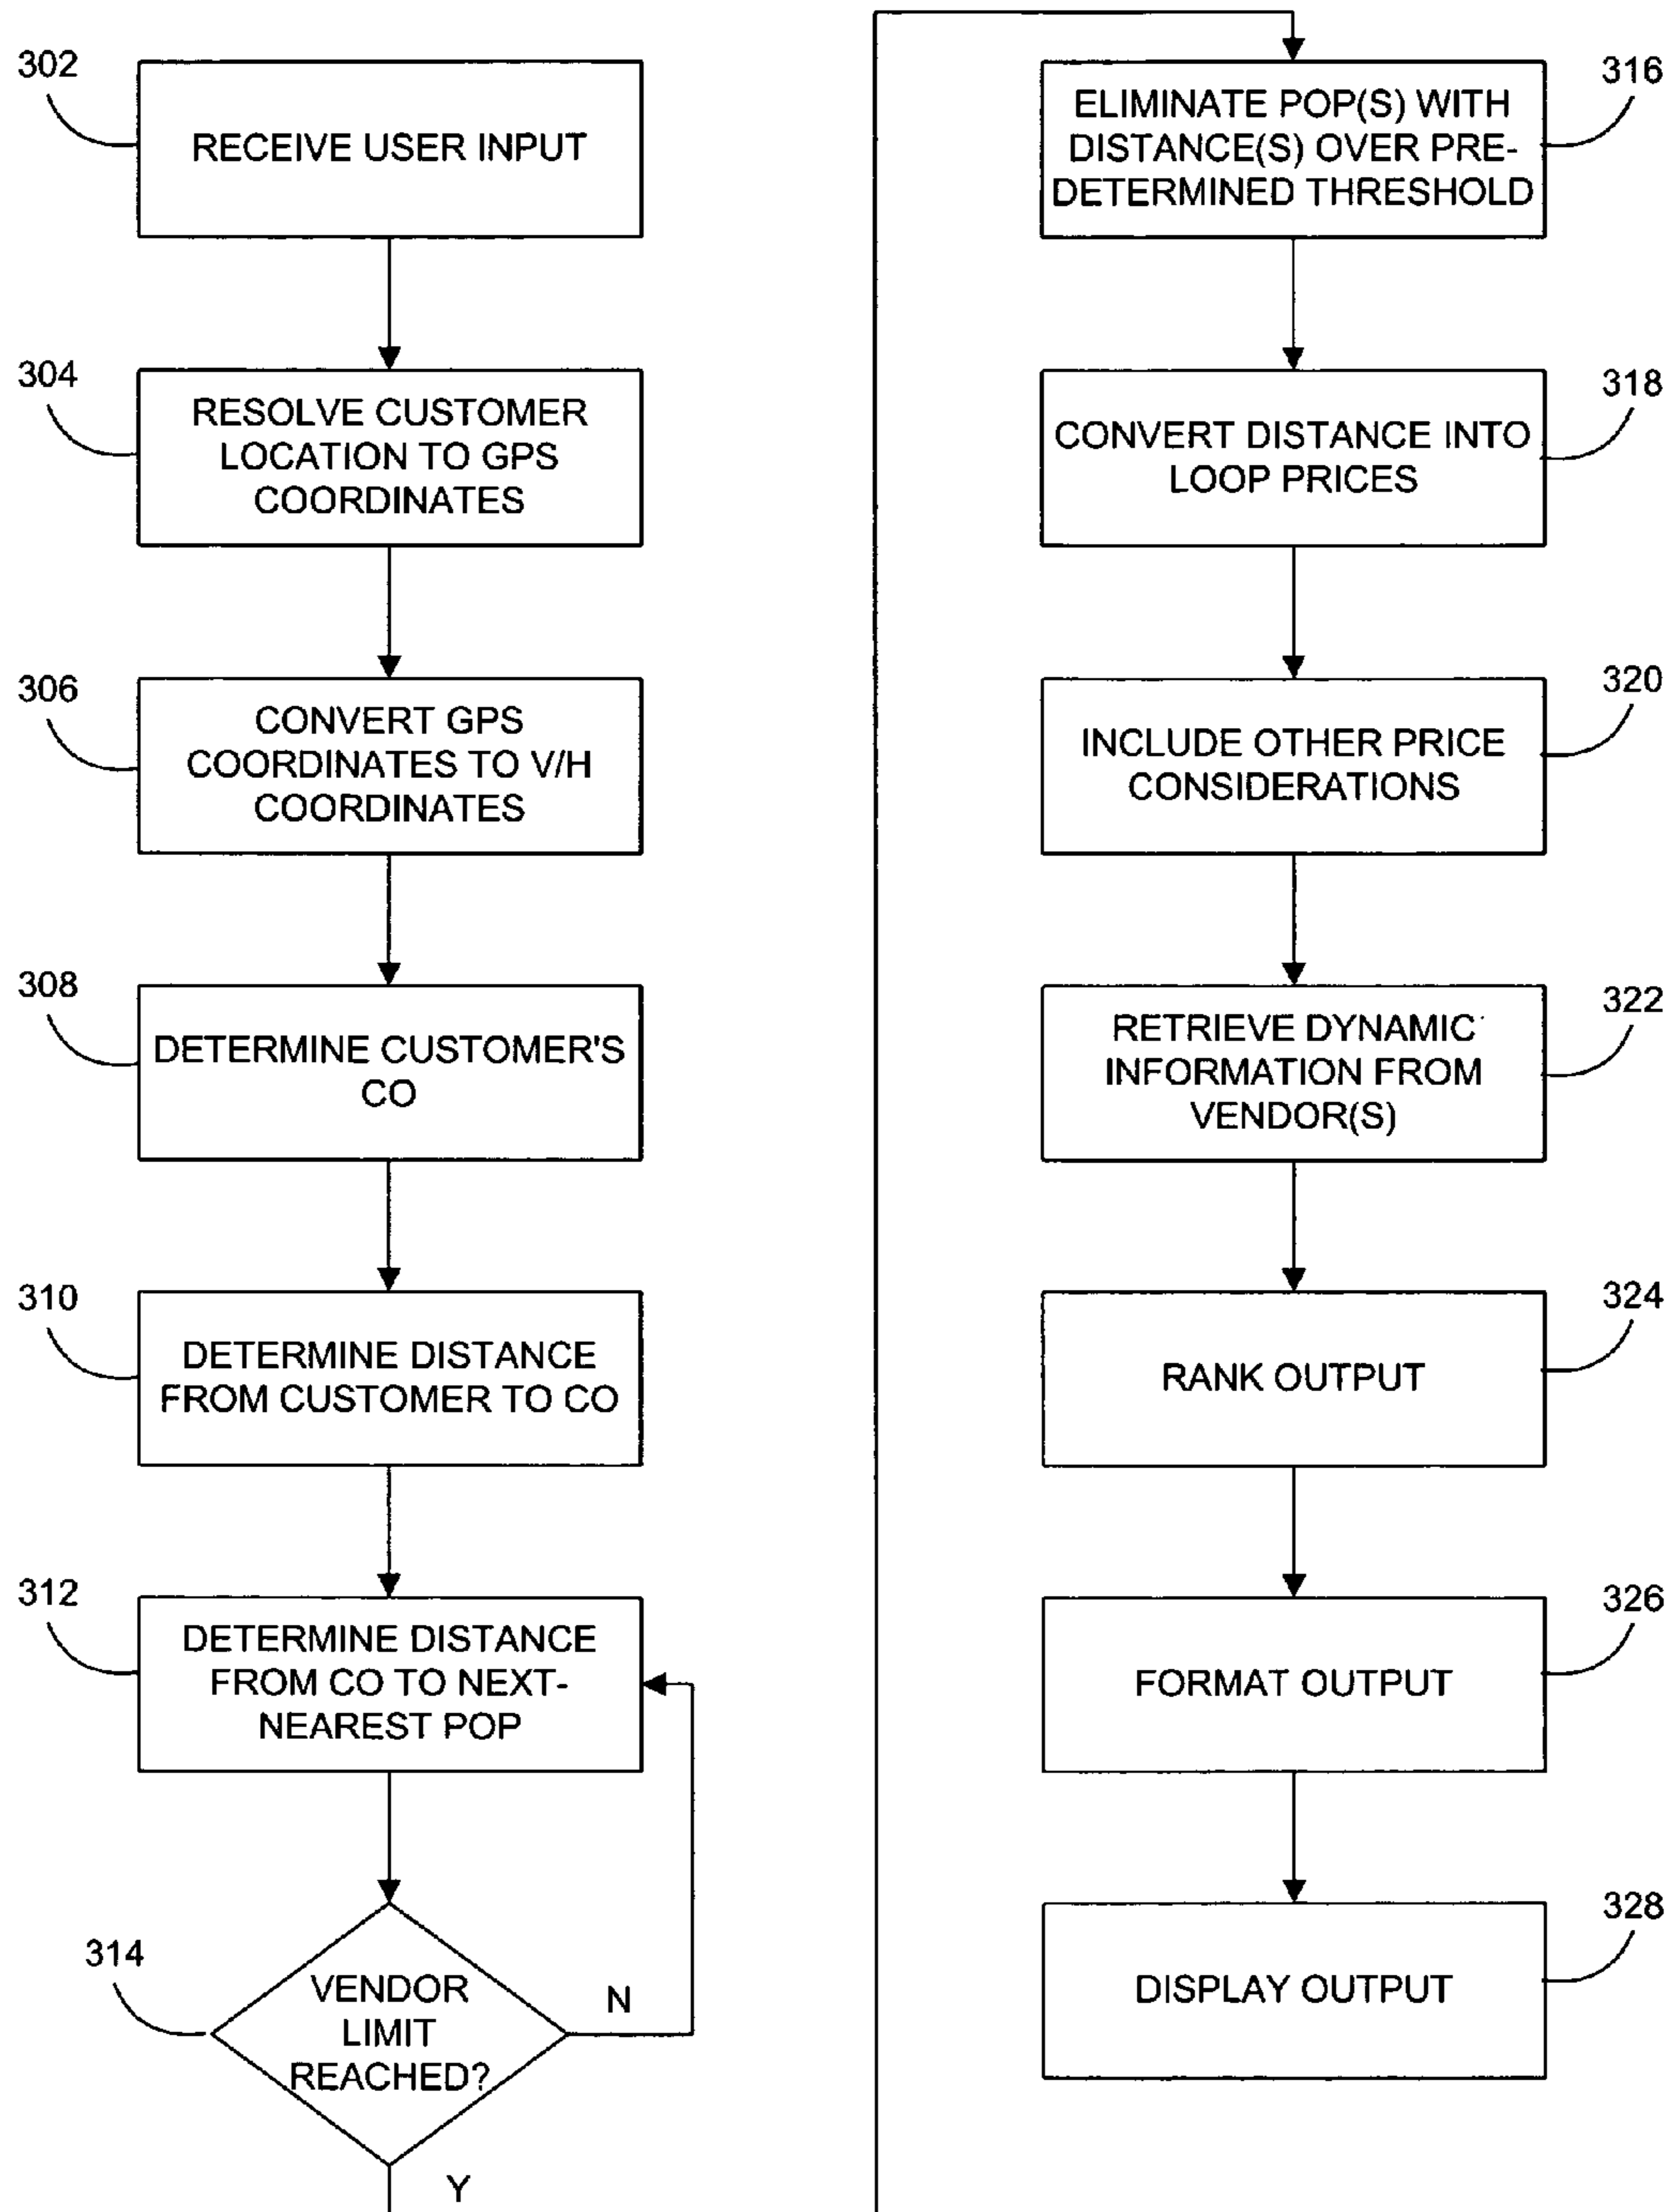 302
RECEIVE USER INPUT
304
RESOLVE CUSTOMER
LOCATION TO GPS
COORDINATES
306
CONVERT GPS
COORDINATES TO V/H
COORDINATES
308
DETERMINE CUSTOMER'S
CO
310
DETERMINE DISTANCE
FROM CUSTOMER TO CO
312
DETERMINE DISTANCE
FROM CO TO NEXT-
NEAREST POP
314
VENDOR
LIMIT
REACHED?
N
Y
316
ELIMINATE POP(S) WITH
DISTANCE(S) OVER PRE-
DETERMINED THRESHOLD
318
CONVERT DISTANCE INTO
LOOP PRICES
320
INCLUDE OTHER PRICE
CONSIDERATIONS
322
RETRIEVE DYNAMIC
INFORMATION FROM
VENDOR(S)
324
RANK OUTPUT
326
FORMAT OUTPUT
328
DISPLAY OUTPUT